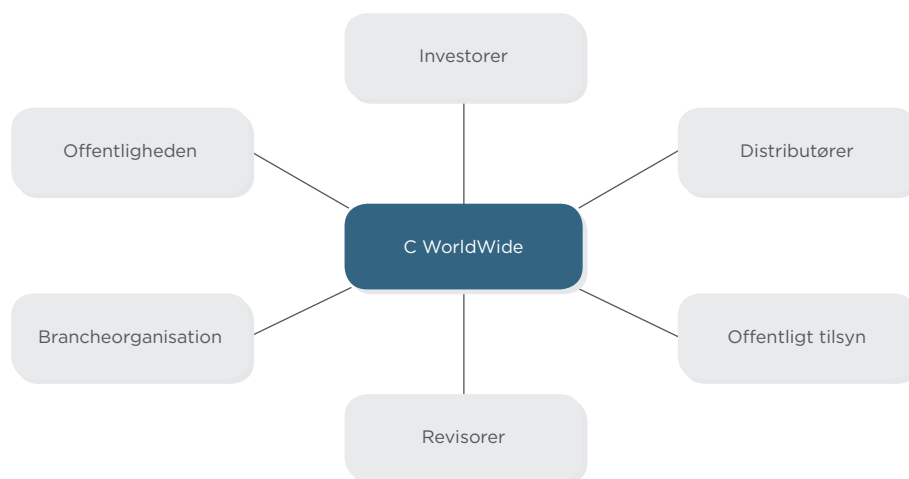 Investorer
Offentligheden
Distributører
C WorldWide
Brancheorganisation
Offentligt tilsyn
Revisorer